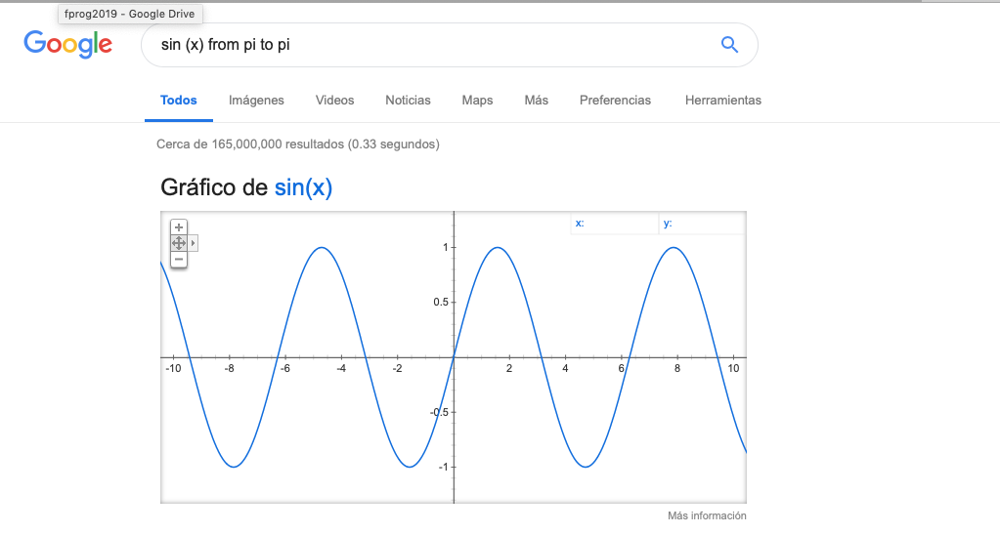 fprog2019 - Google Drive
Google
sin (x) from pi to pi
Todos Imágenes Videos Noticias Maps Más Preferencias Herramientas
Cerca de 165,000,000 resultados (0.33 segundos)
Gráfico de sin(x)
x: y:
1
0.5
-10 -8 -6 -4 -2 2 4 6 8 10
-0.5
-1
Más información